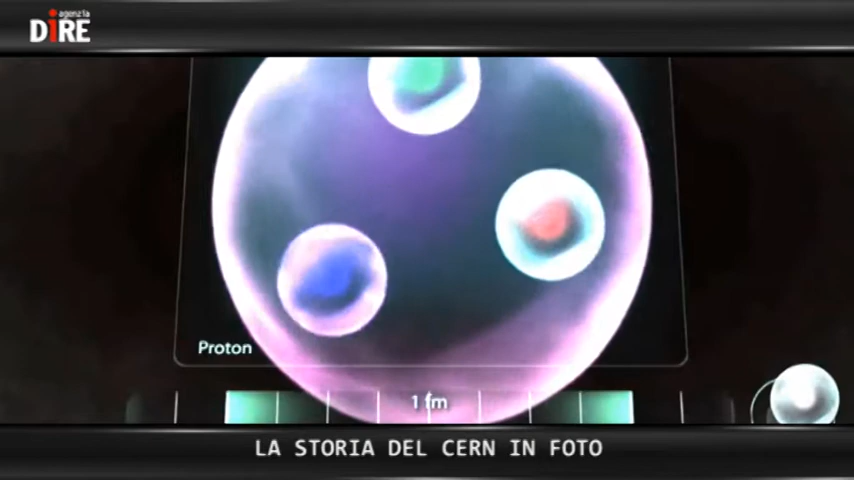 agenzia
DiRE
Proton
1 fm
LA STORIA DEL CERN IN FOTO